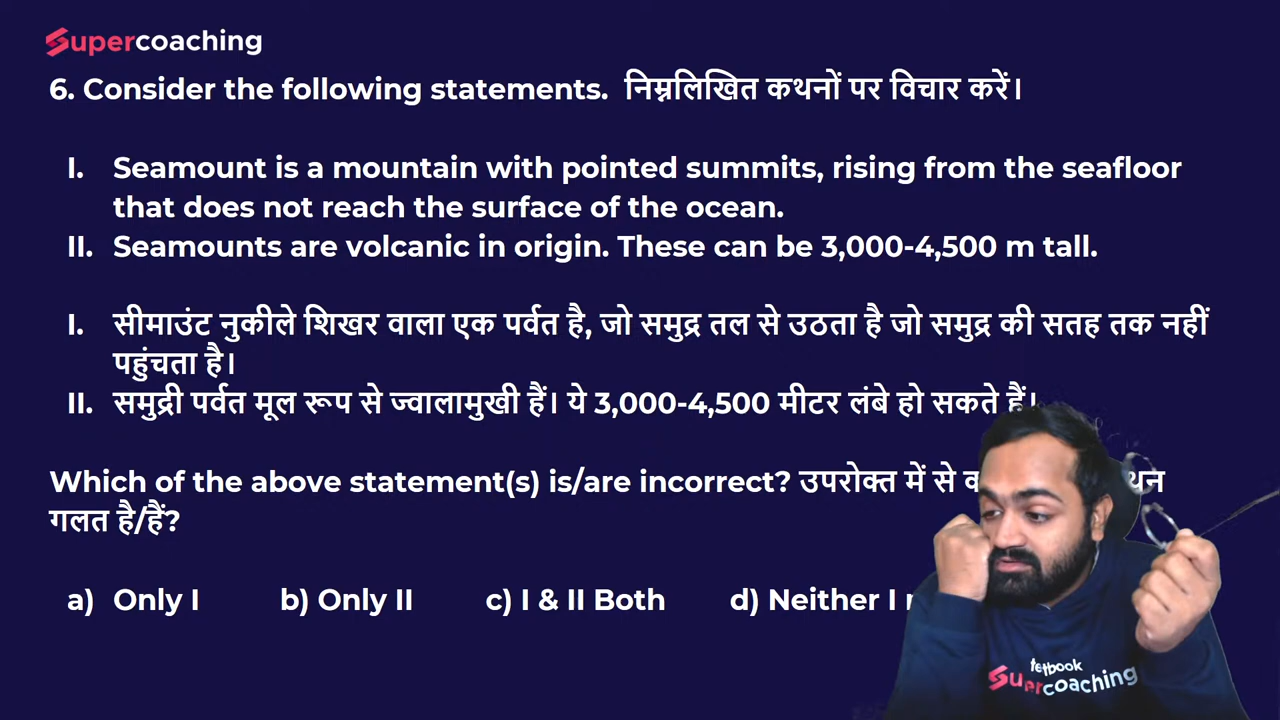 Supercoaching
6. Consider the following statements. निम्नलिखित कथनों पर विचार करें।
I. Seamount is a mountain with pointed summits, rising from the seafloor
that does not reach the surface of the ocean.
II. Seamounts are volcanic in origin. These can be 3,000-4,500 m tall.
I. सीमाउंट नुकीले शिखर वाला एक पर्वत है, जो समुद्र तल से उठता है जो समुद्र की सतह तक नहीं
पहुंचता है।
II. समुद्री पर्वत मूल रूप से ज्वालामुखी हैं। ये 3,000-4,500 मीटर लंबे हो सकते हैं।
Which of the above statement(s) is/are incorrect? उपरोक्त में से
गलत है/हैं?
a) Only I b) Only II c) I & II Both d) Neither I
testbook
Supercoaching